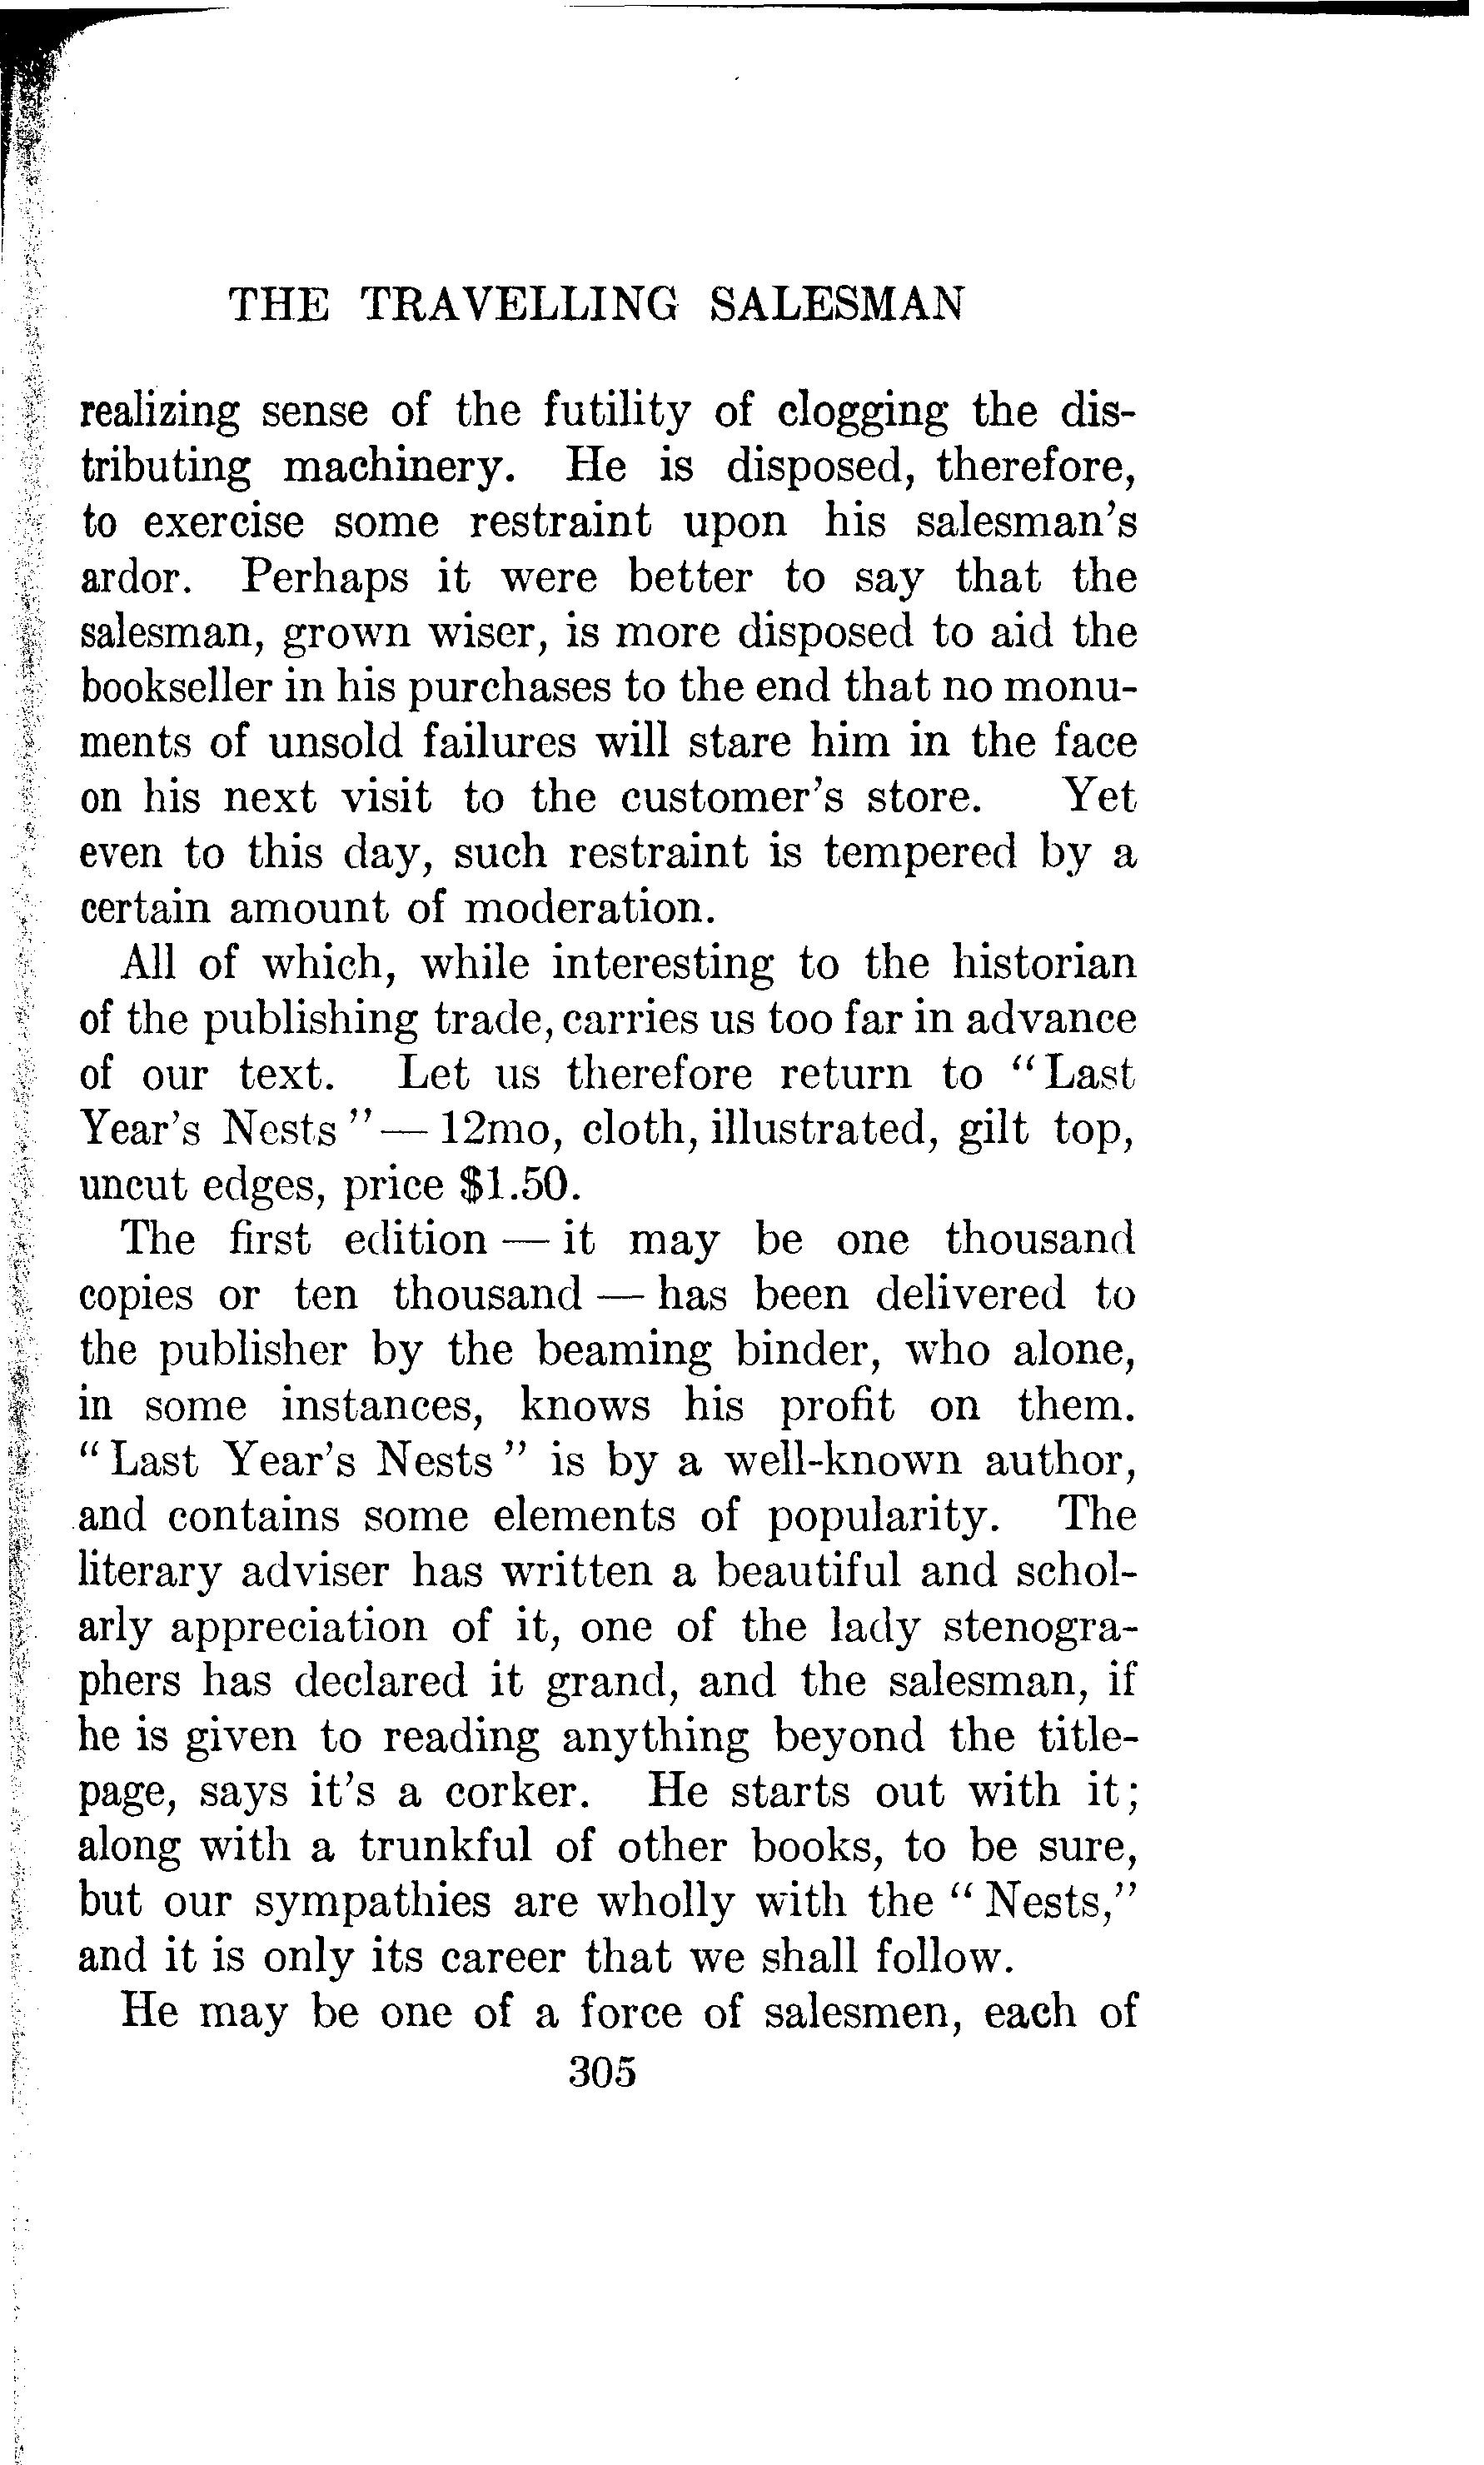 THE TRAVELLING SALESMAN
realizing sense of the futility of clogging the dis-
tributing machinery. He is disposed, therefore,
to exercise some restraint upon his salesman's
ardor. Perhaps it were better to say that the
salesman, grown wiser, is more disposed to aid the
bookseller in his purchases to the end that no monu-
ments of unsold failures will stare him in the face
on his next visit to the customer's store. Yet
even to this day, such restraint is tempered by a
certain amount of moderation.
All of which, while interesting to the historian
of the publishing trade, carries us too far in advance
of our text. Let us therefore return to "Last
Year's Nests" — 12mo, cloth, illustrated, gilt top,
uncut edges, price $1.50.
The first edition — it may be one thousand
copies or ten thousand — has been delivered to
the publisher by the beaming binder, who alone,
in some instances, knows his profit on them.
"Last Year's Nests" is by a well-known author,
and contains some elements of popularity. The
literary adviser has written a beautiful and schol-
arly appreciation of it, one of the lady stenogra-
phers has declared it grand, and the salesman, if
he is given to reading anything beyond the title-
page, says it's a corker. He starts out with it;
along with a trunkful of other books, to be sure,
but our sympathies are wholly with the "Nests,"
and it is only its career that we shall follow.
He may be one of a force of salesmen, each of
305